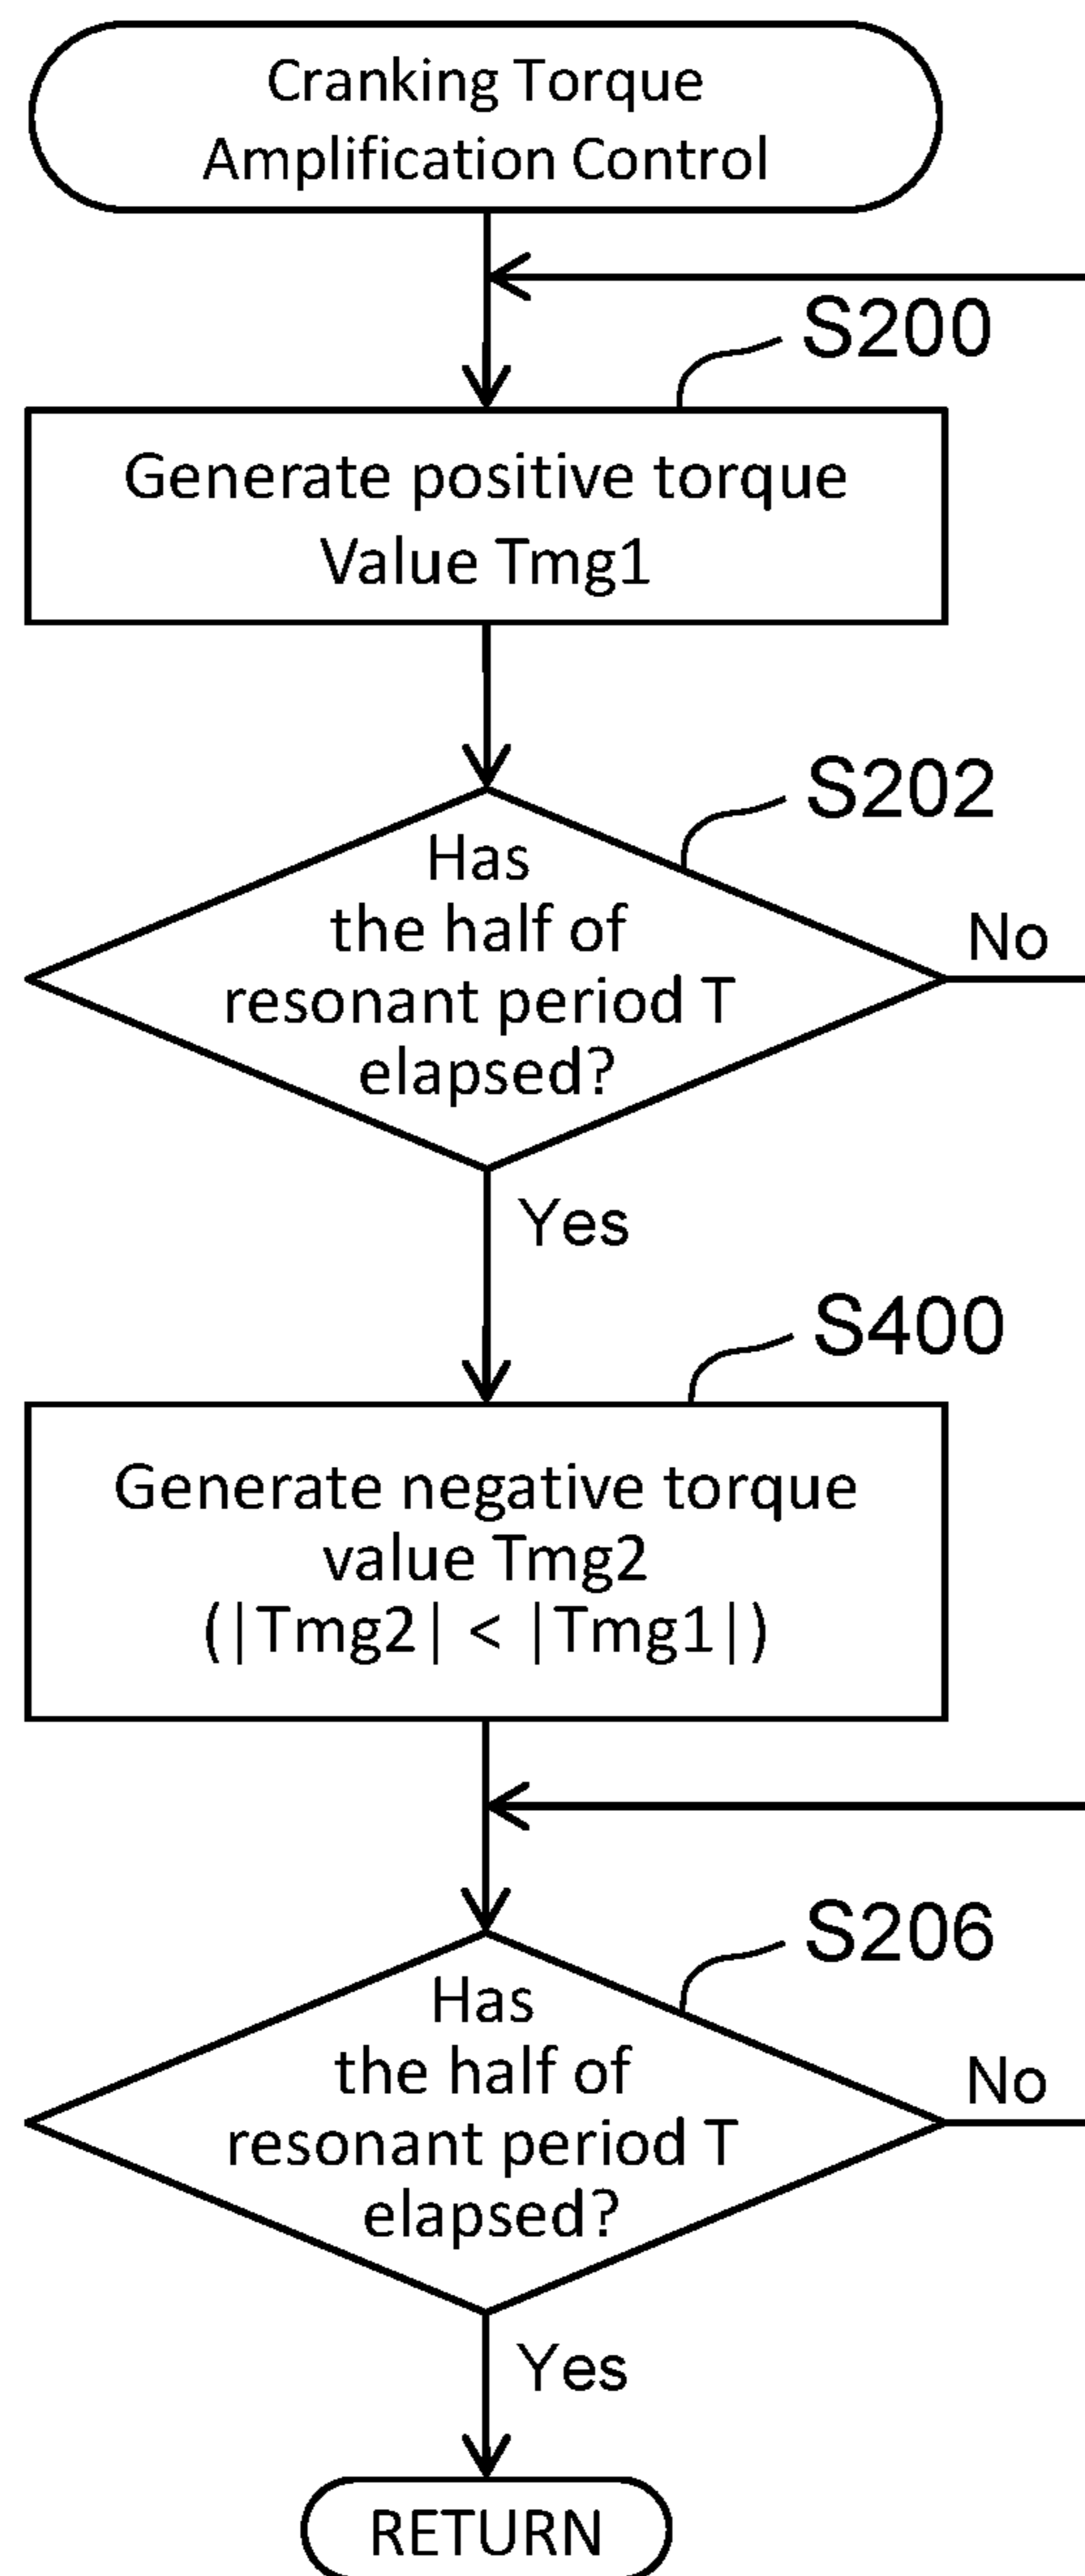 Cranking Torque
Amplification Control
S200
Generate positive torque
Value Tmg1
S202
Has
the half of
resonant period T
elapsed?
No
Yes
S400
Generate negative torque
value Tmg2
(|Tmg2| < |Tmg1|)
S206
Has
the half of
resonant period T
elapsed?
No
Yes
RETURN